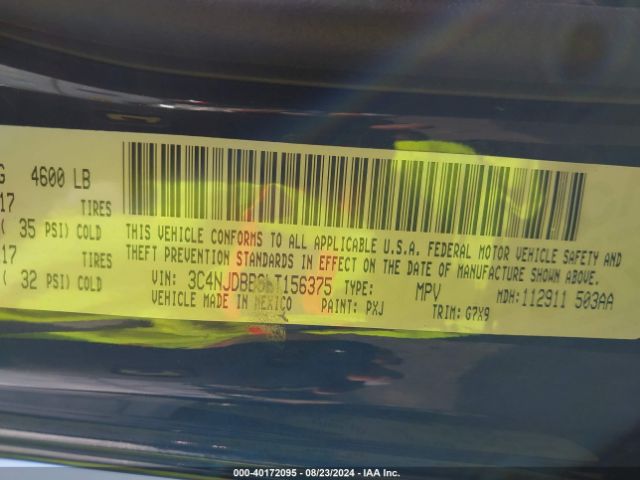 4600 LB
17 TIRES
( 35 PSI) COLD
17 TIRES
( 32 PSI) COLD
THIS VEHICLE CONFORMS TO ALL APPLICABLE U.S.A. FEDERAL MOTOR VEHICLE SAFETY AND
THEFT PREVENTION STANDARDS IN EFFECT ON THE DATE OF MANUFACTURE SHOWN ABOVE.
VIN: TYPE: MPV MDH:112911 503AA
VEHICLE MADE IN MEXICO PAINT: PXJ TRIM: G7X9
000-40172095 - 08/23/2024 - IAA Inc.